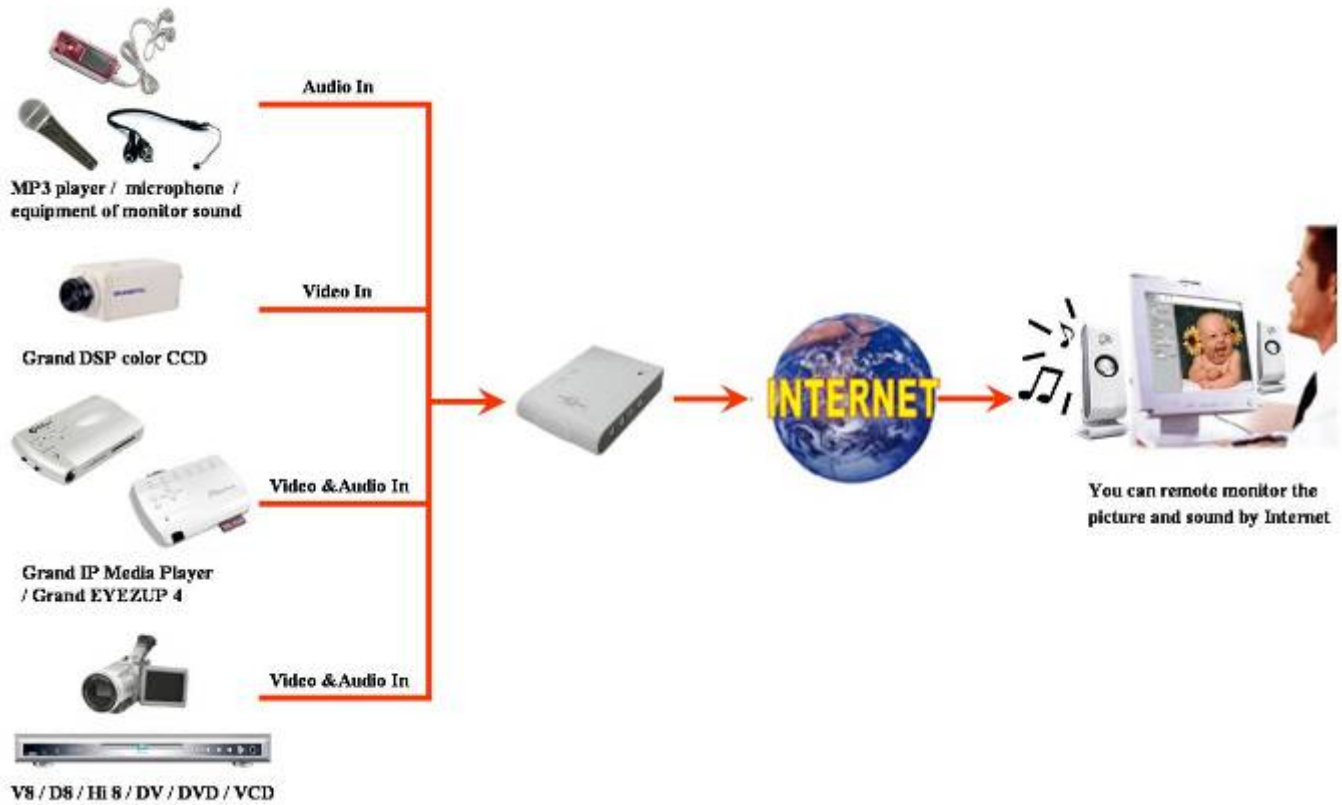 Audio In
MP3 player / microphone /
equipment of monitor sound
Video In
Grand DSP color CCD
INTERNET
Video & Audio In
You can remote monitor the
picture and sound by Internet
Grand IP Media Player
/ Grand EYEZUP 4
Video & Audio In
V8 / D8 / Hi 8 / DV / DVD / VCD